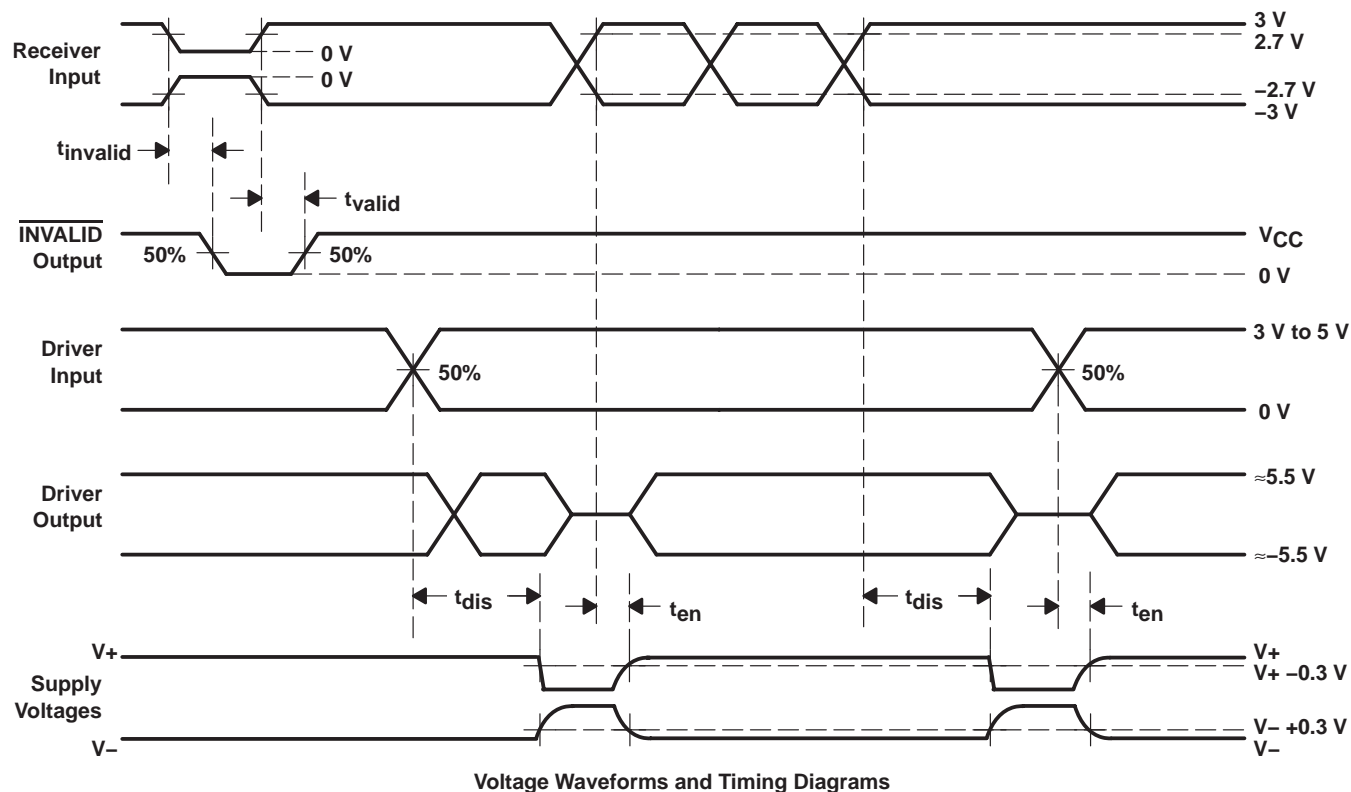 3 V
2.7 V
Receiver
Input
0 V
0 V
–2.7 V
–3 V
tinvalid
tvalid
INVALID
Output
50%
50%
VCC
0 V
Driver
Input
50%
50%
3 V to 5 V
0 V
Driver
Output
≈5.5 V
≈–5.5 V
tdis
ten
tdis
ten
V+
V+
V+ –0.3 V
Supply
Voltages
V– +0.3 V
V–
V–
Voltage Waveforms and Timing Diagrams